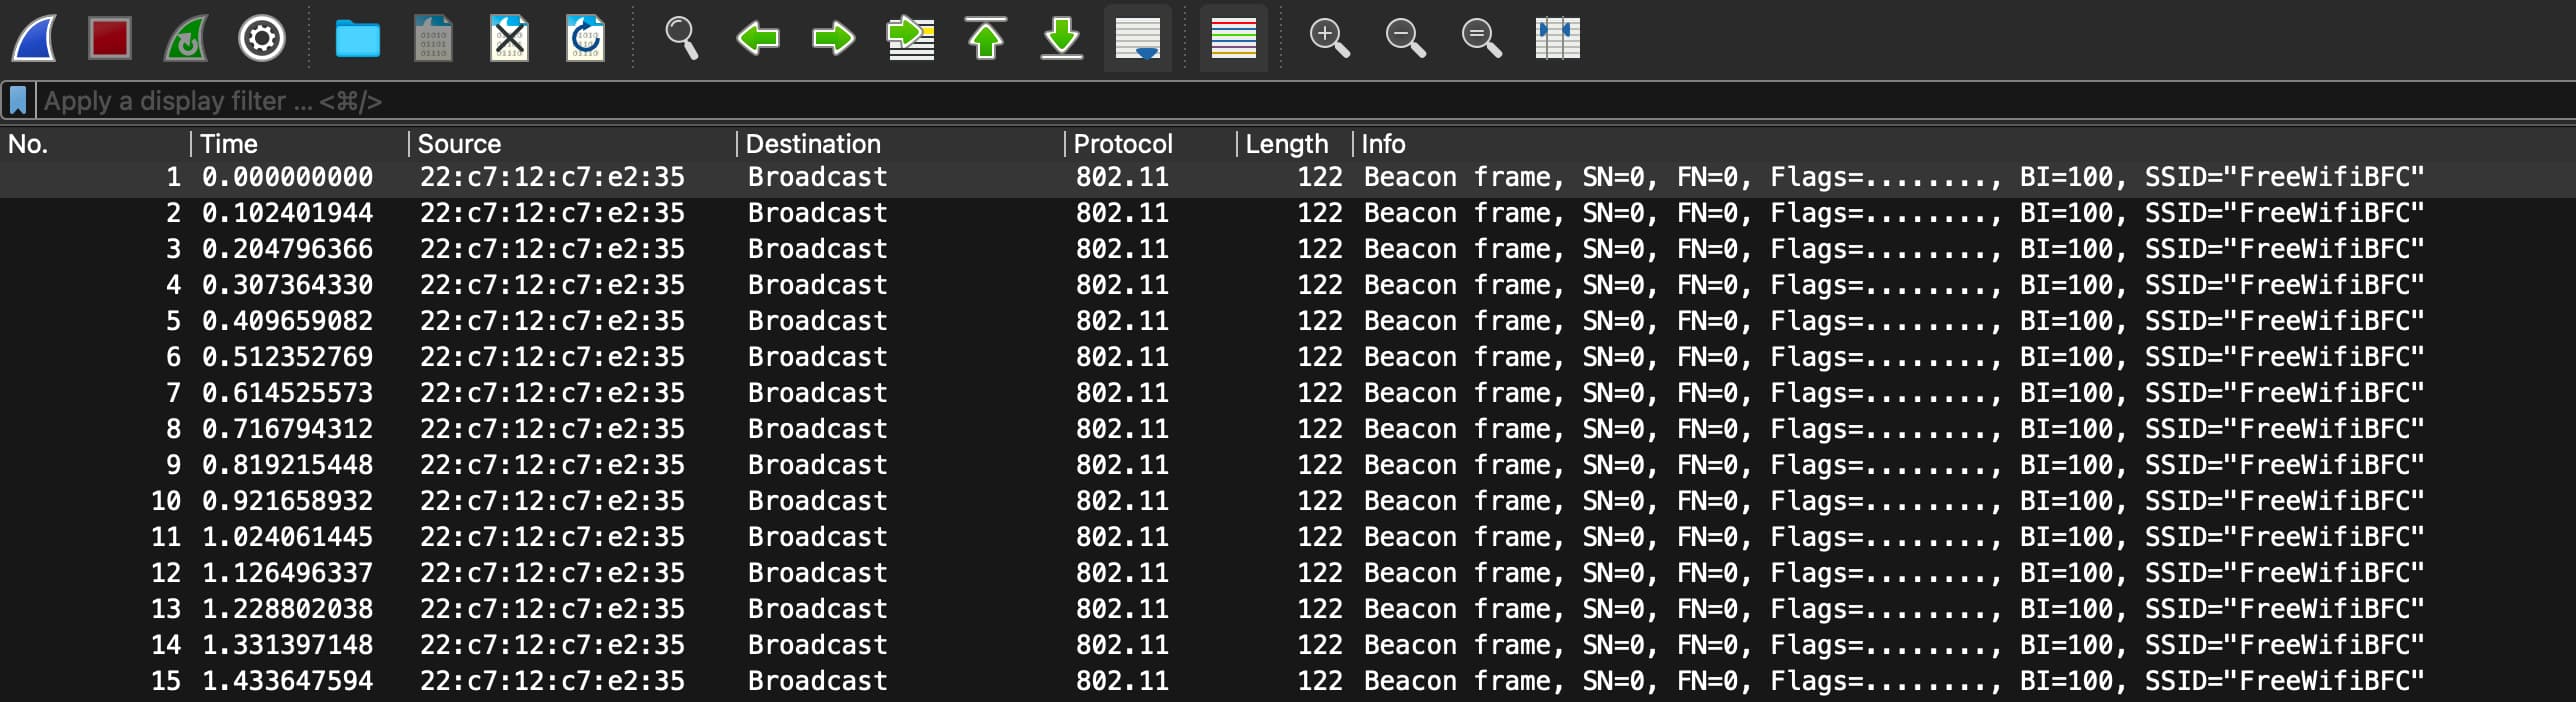 Apply a display filter ... <⌘/>
No. Time Source Destination Protocol Length Info
1 0.000000000 22:c7:12:c7:e2:35 Broadcast 802.11 122 Beacon frame, SN=0, FN=0, Flags=........, BI=100, SSID="FreeWifiBFC"
2 0.102401944 22:c7:12:c7:e2:35 Broadcast 802.11 122 Beacon frame, SN=0, FN=0, Flags=........, BI=100, SSID="FreeWifiBFC"
3 0.204796366 22:c7:12:c7:e2:35 Broadcast 802.11 122 Beacon frame, SN=0, FN=0, Flags=........, BI=100, SSID="FreeWifiBFC"
4 0.307364330 22:c7:12:c7:e2:35 Broadcast 802.11 122 Beacon frame, SN=0, FN=0, Flags=........, BI=100, SSID="FreeWifiBFC"
5 0.409659082 22:c7:12:c7:e2:35 Broadcast 802.11 122 Beacon frame, SN=0, FN=0, Flags=........, BI=100, SSID="FreeWifiBFC"
6 0.512352769 22:c7:12:c7:e2:35 Broadcast 802.11 122 Beacon frame, SN=0, FN=0, Flags=........, BI=100, SSID="FreeWifiBFC"
7 0.614525573 22:c7:12:c7:e2:35 Broadcast 802.11 122 Beacon frame, SN=0, FN=0, Flags=........, BI=100, SSID="FreeWifiBFC"
8 0.716794312 22:c7:12:c7:e2:35 Broadcast 802.11 122 Beacon frame, SN=0, FN=0, Flags=........, BI=100, SSID="FreeWifiBFC"
9 0.819215448 22:c7:12:c7:e2:35 Broadcast 802.11 122 Beacon frame, SN=0, FN=0, Flags=........, BI=100, SSID="FreeWifiBFC"
10 0.921658932 22:c7:12:c7:e2:35 Broadcast 802.11 122 Beacon frame, SN=0, FN=0, Flags=........, BI=100, SSID="FreeWifiBFC"
11 1.024061445 22:c7:12:c7:e2:35 Broadcast 802.11 122 Beacon frame, SN=0, FN=0, Flags=........, BI=100, SSID="FreeWifiBFC"
12 1.126496337 22:c7:12:c7:e2:35 Broadcast 802.11 122 Beacon frame, SN=0, FN=0, Flags=........, BI=100, SSID="FreeWifiBFC"
13 1.228802038 22:c7:12:c7:e2:35 Broadcast 802.11 122 Beacon frame, SN=0, FN=0, Flags=........, BI=100, SSID="FreeWifiBFC"
14 1.331397148 22:c7:12:c7:e2:35 Broadcast 802.11 122 Beacon frame, SN=0, FN=0, Flags=........, BI=100, SSID="FreeWifiBFC"
15 1.433647594 22:c7:12:c7:e2:35 Broadcast 802.11 122 Beacon frame, SN=0, FN=0, Flags=........, BI=100, SSID="FreeWifiBFC"